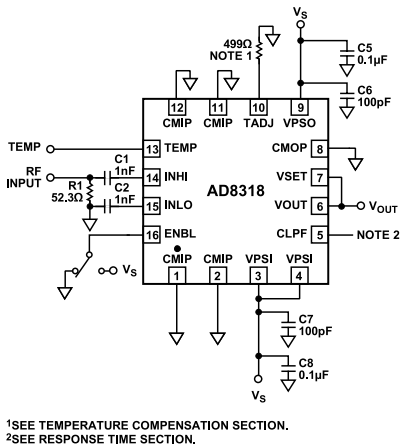 VS
499Ω
NOTE 1
C5
0.1µF
C6
100pF
12
11
10
9
CMIP
CMIP
TADJ
VPSO
TEMP
13
TEMP
CMOP
8
RF
INPUT
C1
1nF
14
INHI
VSET
7
R1
52.3Ω
C2
1nF
AD8318
15
INLO
VOUT
6
VOUT
16
ENBL
CLPF
5
NOTE 2
VS
CMIP
CMIP
VPSI
VPSI
1
2
3
4
C7
100pF
C8
0.1µF
VS
1SEE TEMPERATURE COMPENSATION SECTION.
2SEE RESPONSE TIME SECTION.